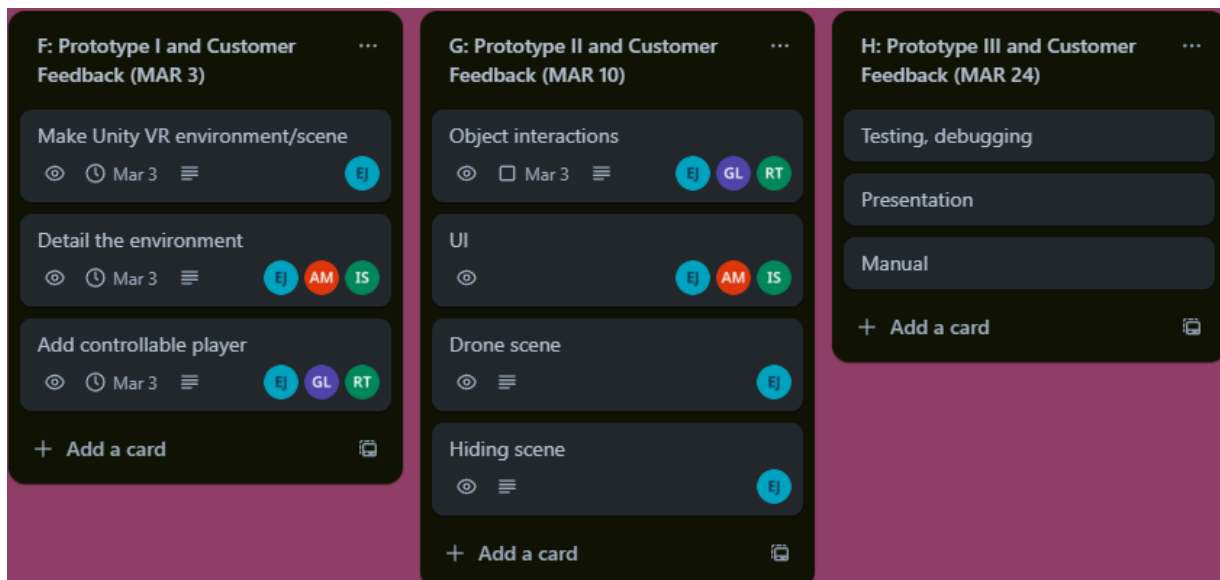 F: Prototype I and Customer
Feedback (MAR 3)
Make Unity VR environment/scene
Mar 3
EJ
Detail the environment
Mar 3
EJ AM IS
Add controllable player
Mar 3
EJ GL RT
+ Add a card
G: Prototype II and Customer
Feedback (MAR 10)
Object interactions
Mar 3
EJ GL RT
UI
EJ AM IS
Drone scene
EJ
Hiding scene
EJ
+ Add a card
H: Prototype III and Customer
Feedback (MAR 24)
Testing, debugging
Presentation
Manual
+ Add a card